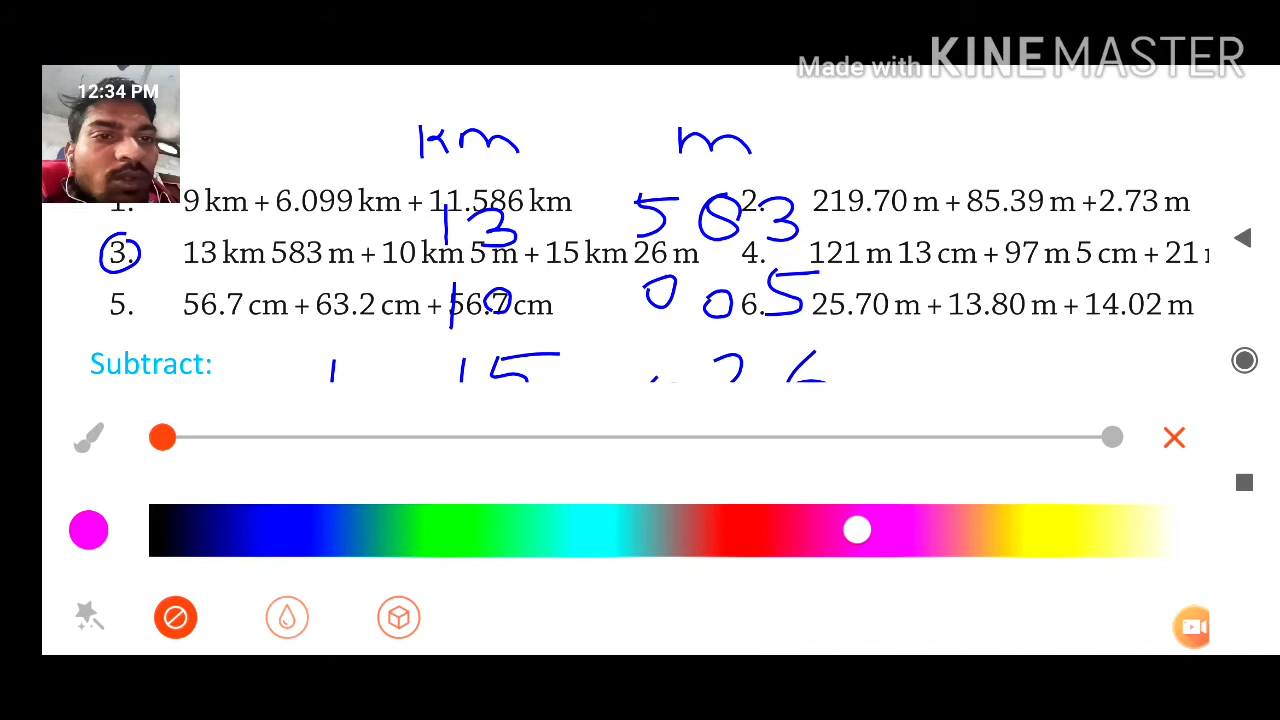 Made with KINEMASTER
12:34 PM
km m
1. 9 km + 6.099 km + 11.586 km 2. 219.70 m + 85.39 m + 2.73 m
13 583
3. 13 km 583 m + 10 km 5 m + 15 km 26 m 4. 121 m 13 cm + 97 m 5 cm + 21
10 005
5. 56.7 cm + 63.2 cm + 56.7 cm 6. 25.70 m + 13.80 m + 14.02 m
Subtract: 15 26